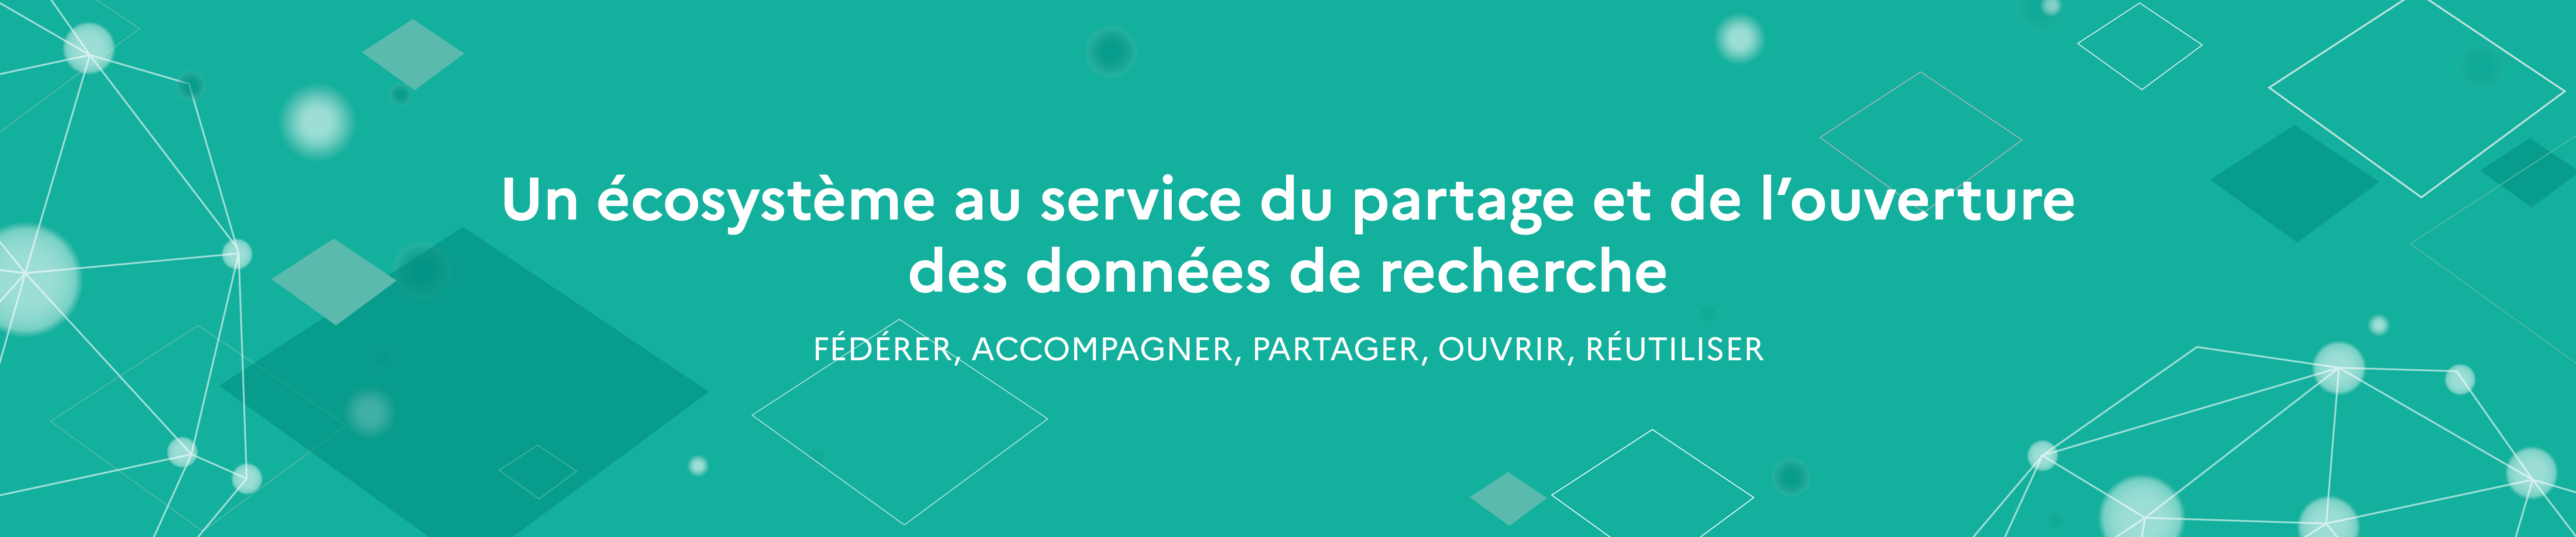 Un écosystème au service du partage et de l’ouverture
des données de recherche
FÉDÉRER, ACCOMPAGNER, PARTAGER, OUVRIR, RÉUTILISER